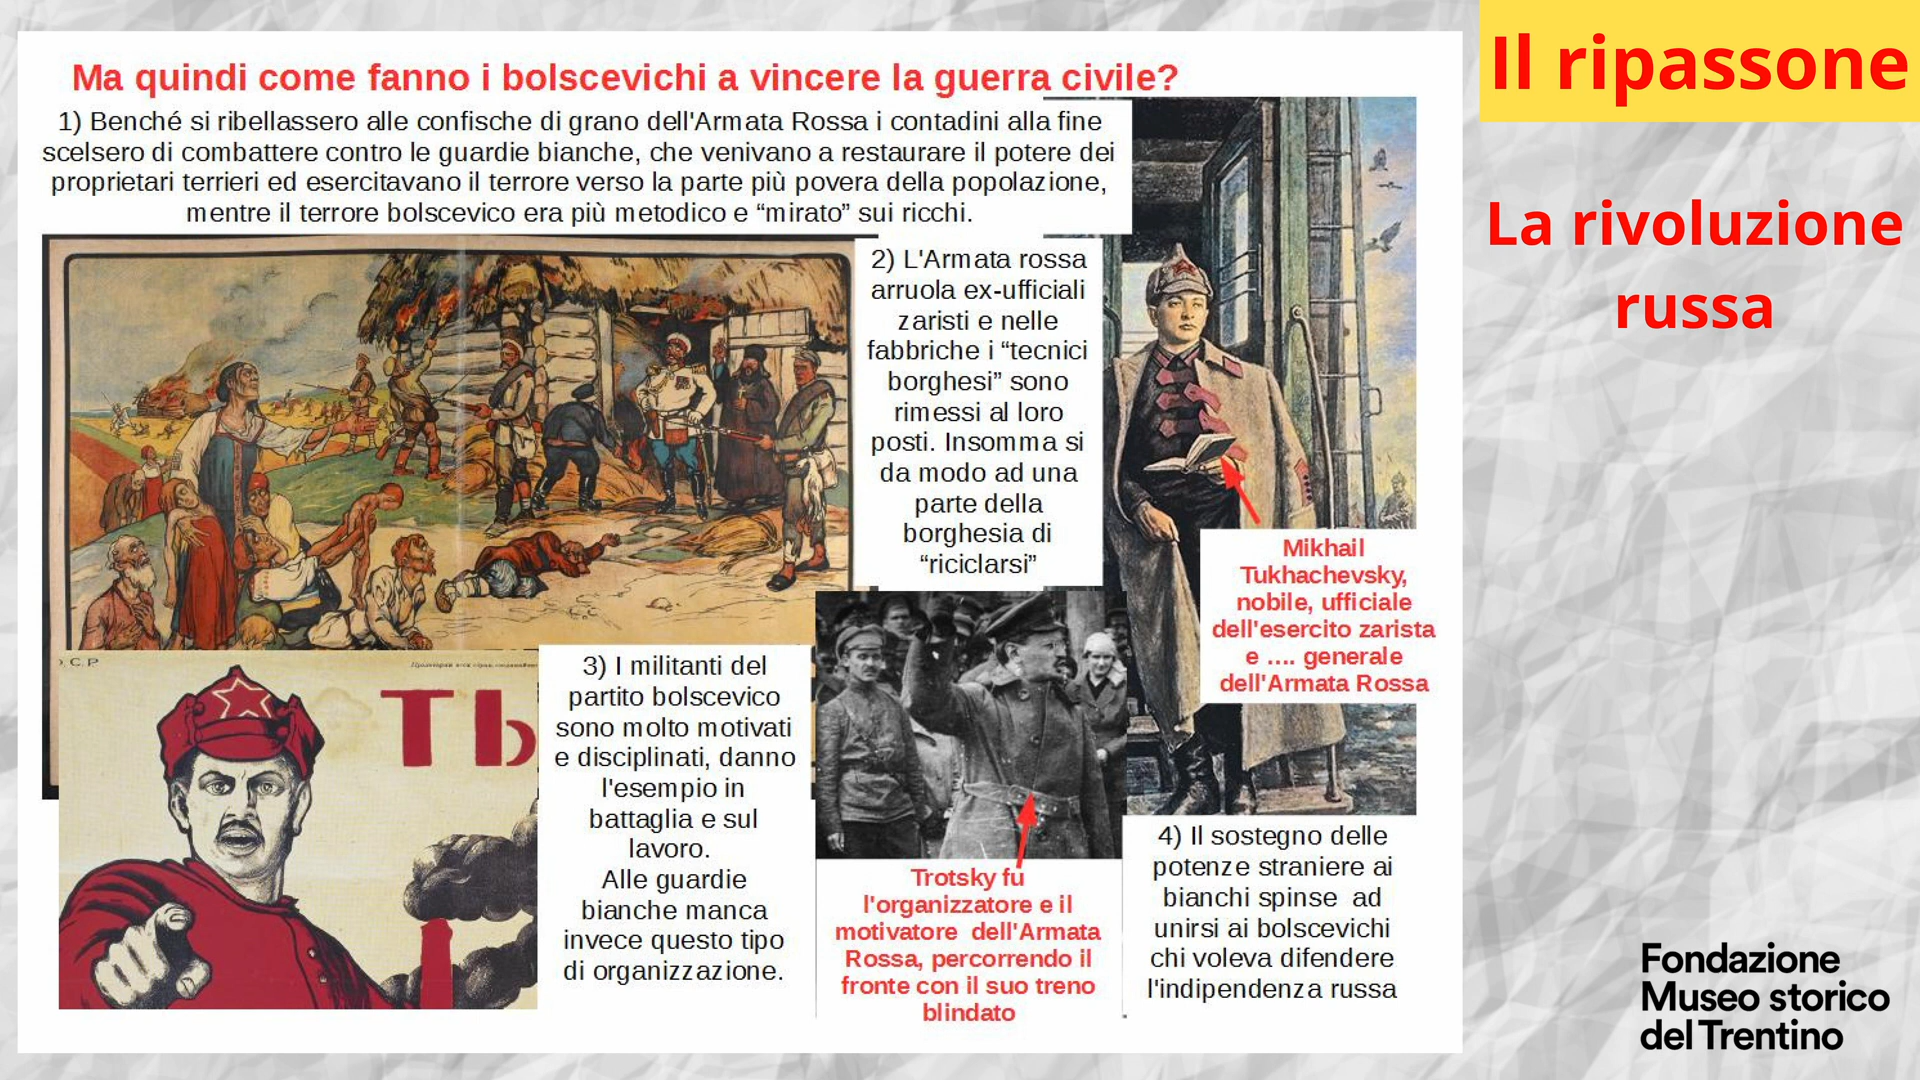 Ma quindi come fanno i bolscevichi a vincere la guerra civile?
1) Benché si ribellassero alle confische di grano dell'Armata Rossa i contadini alla fine
scelsero di combattere contro le guardie bianche, che venivano a restaurare il potere dei
proprietari terrieri ed esercitavano il terrore verso la parte più povera della popolazione,
mentre il terrore bolscevico era più metodico e “mirato” sui ricchi.
2) L'Armata rossa
arruola ex-ufficiali
zaristi e nelle
fabbriche i “tecnici
borghesi” sono
rimessi al loro
posti. Insomma si
da modo ad una
parte della
borghesia di
“riciclarsi”
Mikhail
Tukhachevsky,
nobile, ufficiale
dell'esercito zarista
e .... generale
dell'Armata Rossa
С. Р.
ТЫ
3) I militanti del
partito bolscevico
sono molto motivati
e disciplinati, danno
l'esempio in
battaglia e sul
lavoro.
Alle guardie
bianche manca
invece questo tipo
di organizzazione.
Trotsky fu
l'organizzatore e il
motivatore dell'Armata
Rossa, percorrendo il
fronte con il suo treno
blindato
4) Il sostegno delle
potenze straniere ai
bianchi spinse ad
unirsi ai bolscevichi
chi voleva difendere
l'indipendenza russa
Il ripassone
La rivoluzione
russa
Fondazione
Museo storico
del Trentino